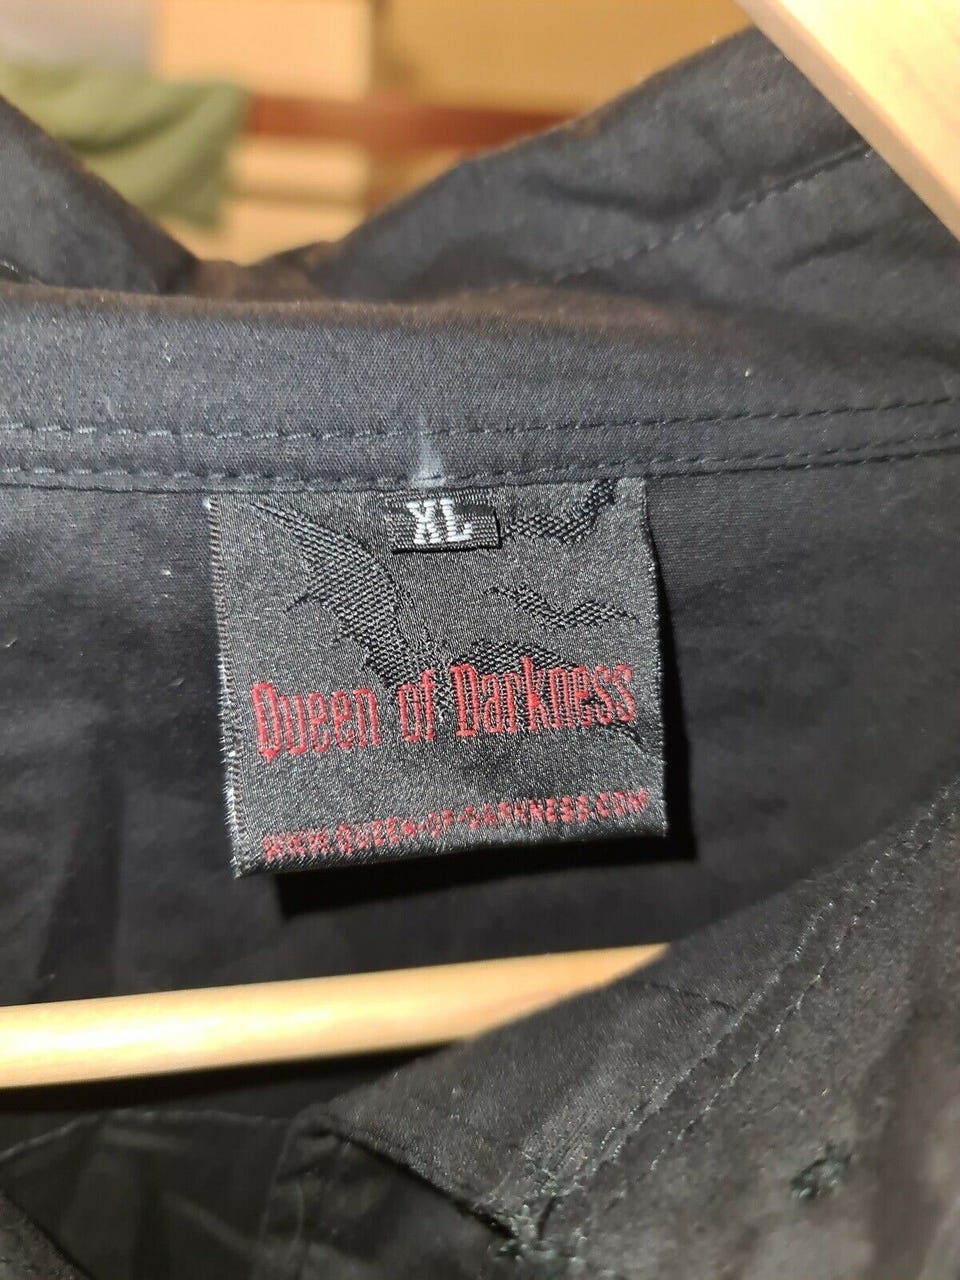 XL
Queen of Darkness
WWW.QUEEN-OF-DARKNESS.COM